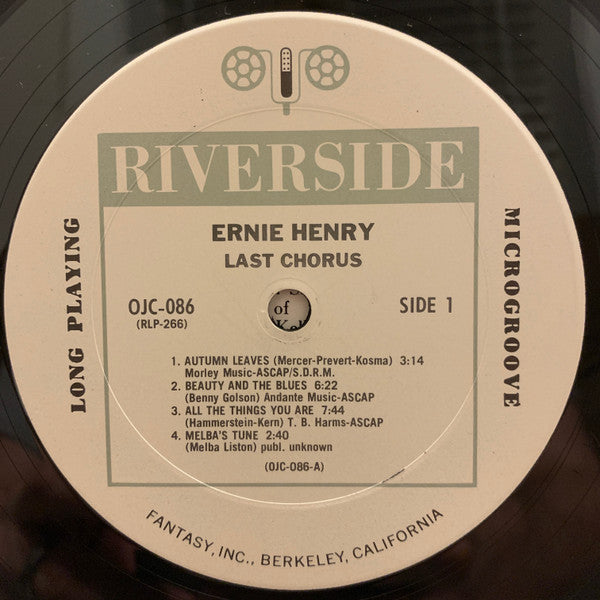 RIVERSIDE
ERNIE HENRY
LAST CHORUS
OJC-086
(RLP-266)
SIDE 1
of
LONG PLAYING
MICROGROOVE
1. AUTUMN LEAVES (Mercer-Prevert-Kosma) 3:14
Morley Music-ASCAP/S.D.R.M.
2. BEAUTY AND THE BLUES 6:22
(Benny Golson) Andante Music-ASCAP
3. ALL THE THINGS YOU ARE 7:44
(Hammerstein-Kern) T. B. Harms-ASCAP
4. MELBA'S TUNE 2:40
(Melba Liston) publ. unknown
(OJC-086-A)
FANTASY, INC., BERKELEY, CALIFORNIA